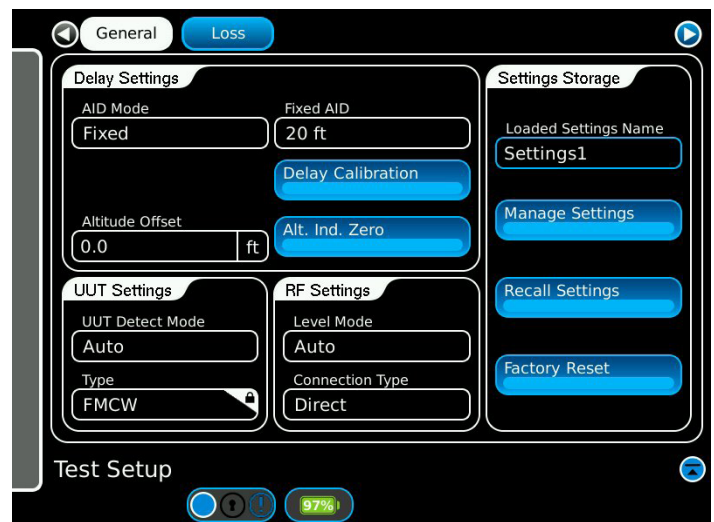 General
Loss
Delay Settings
AID Mode
Fixed
Fixed AID
20 ft
Delay Calibration
Altitude Offset
0.0
ft
Alt. Ind. Zero
UUT Settings
UUT Detect Mode
Auto
Type
FMCW
RF Settings
Level Mode
Auto
Connection Type
Direct
Settings Storage
Loaded Settings Name
Settings1
Manage Settings
Recall Settings
Factory Reset
Test Setup
97%